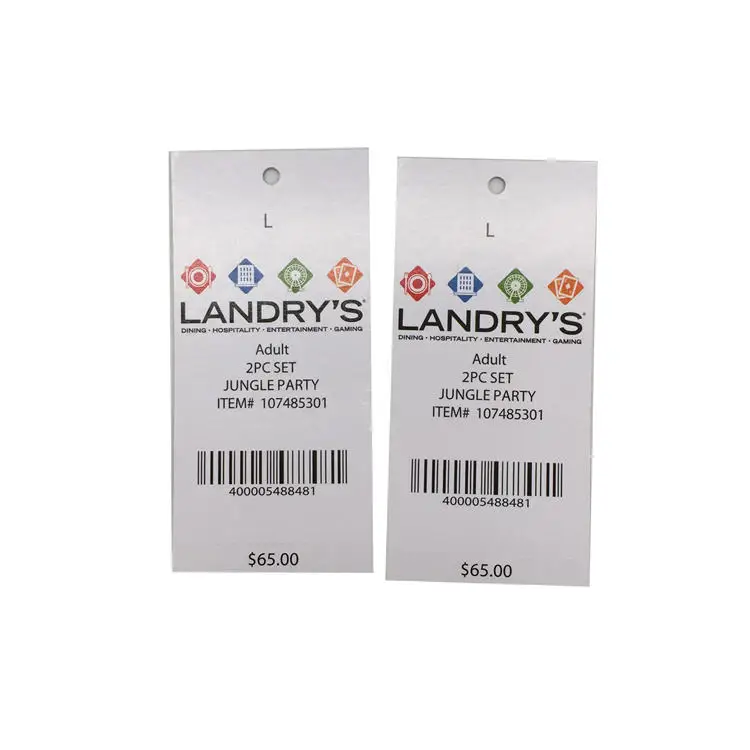 L
LANDRY'S®
DINING · HOSPITALITY · ENTERTAINMENT · GAMING
Adult
2PC SET
JUNGLE PARTY
ITEM# 107485301
400005488481
$65.00
L
LANDRY'S®
DINING · HOSPITALITY · ENTERTAINMENT · GAMING
Adult
2PC SET
JUNGLE PARTY
ITEM# 107485301
400005488481
$65.00